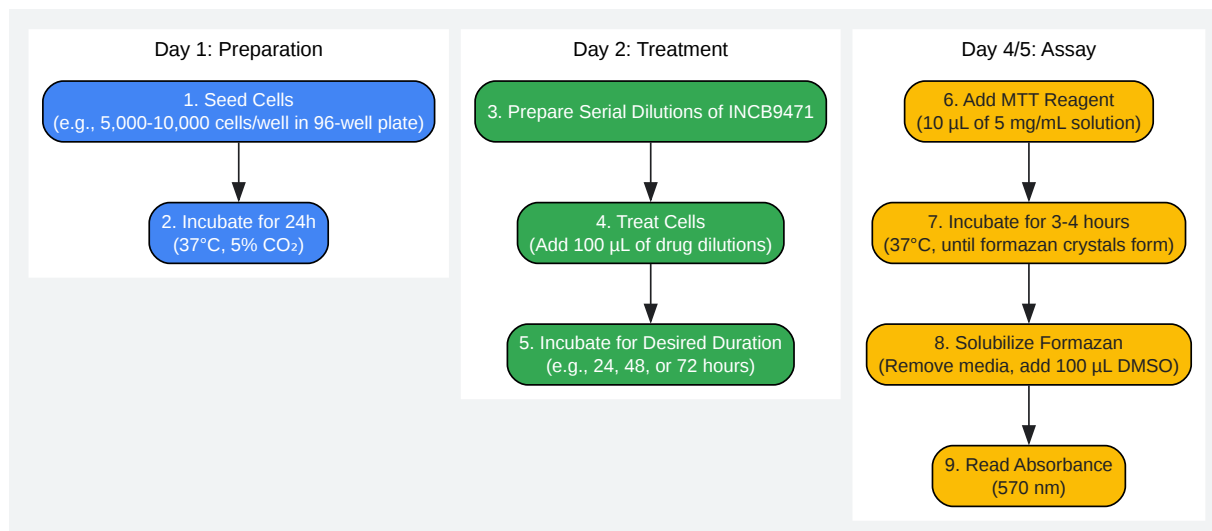 Day 1: Preparation
1. Seed Cells
(e.g., 5,000-10,000 cells/well in 96-well plate)
2. Incubate for 24h
(37°C, 5% CO₂)
Day 2: Treatment
3. Prepare Serial Dilutions of INCB9471
4. Treat Cells
(Add 100 µL of drug dilutions)
5. Incubate for Desired Duration
(e.g., 24, 48, or 72 hours)
Day 4/5: Assay
6. Add MTT Reagent
(10 µL of 5 mg/mL solution)
7. Incubate for 3-4 hours
(37°C, until formazan crystals form)
8. Solubilize Formazan
(Remove media, add 100 µL DMSO)
9. Read Absorbance
(570 nm)